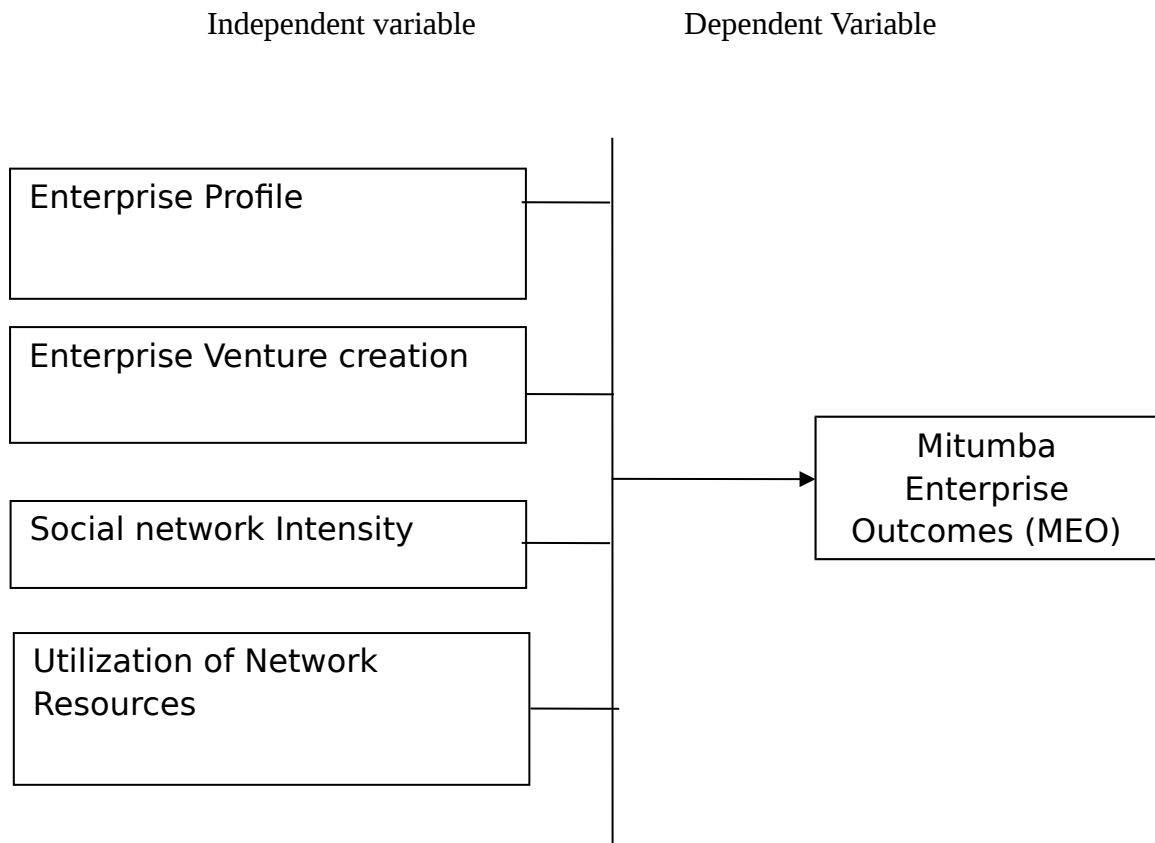 Independent variable
Dependent Variable
Enterprise Profile
Enterprise Venture creation
Social network Intensity
Utilization of Network
Resources
Mitumba
Enterprise
Outcomes (MEO)